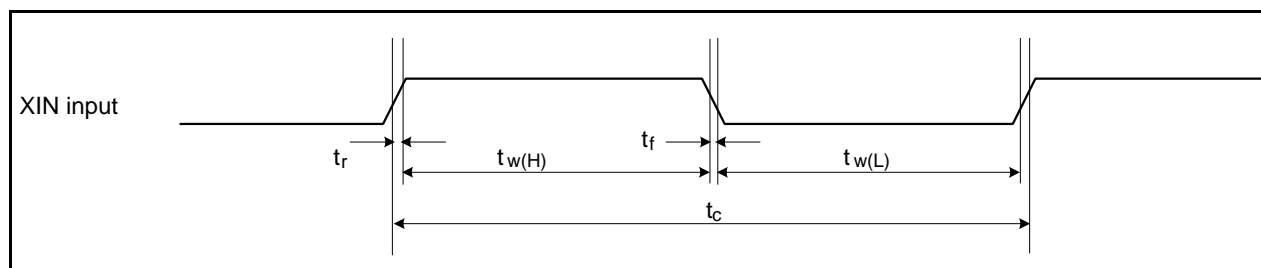 XIN input
tr
tw(H)
tf
tw(L)
tc